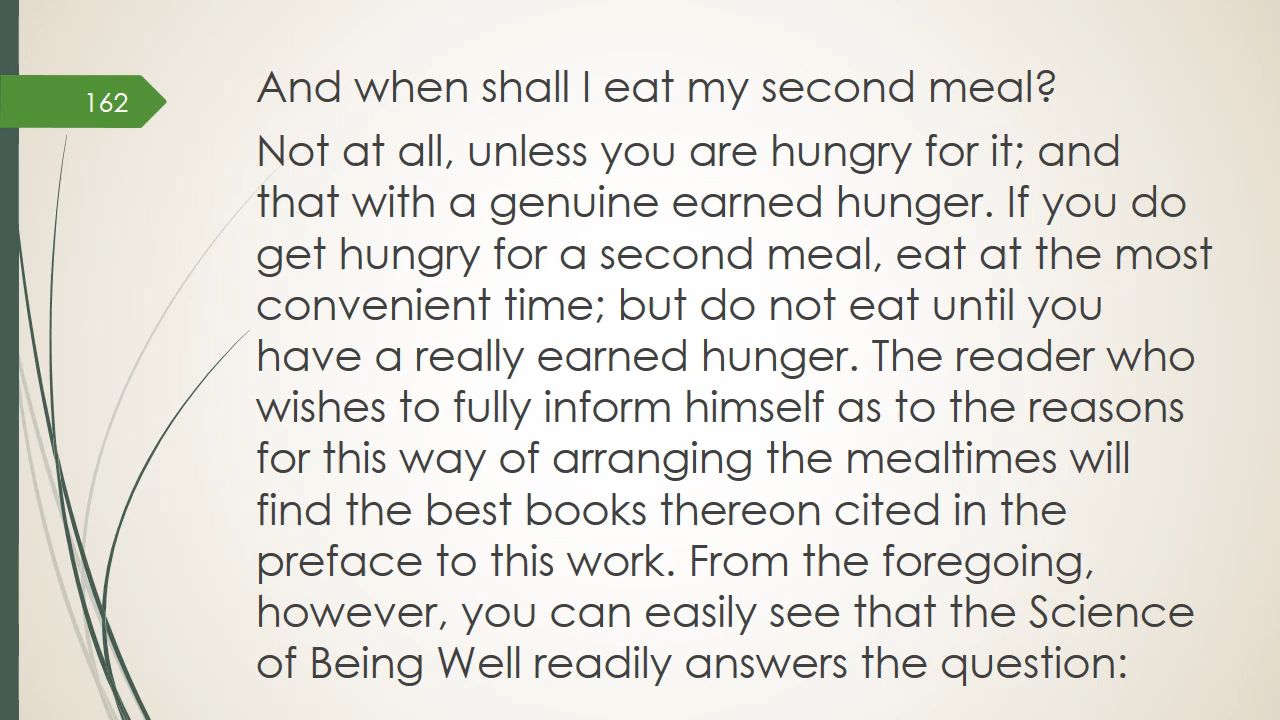 162
And when shall I eat my second meal?
Not at all, unless you are hungry for it; and
that with a genuine earned hunger. If you do
get hungry for a second meal, eat at the most
convenient time; but do not eat until you
have a really earned hunger. The reader who
wishes to fully inform himself as to the reasons
for this way of arranging the mealtimes will
find the best books thereon cited in the
preface to this work. From the foregoing,
however, you can easily see that the Science
of Being Well readily answers the question: